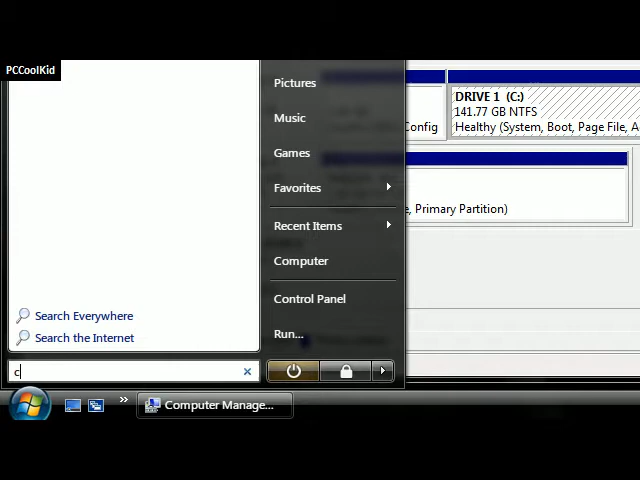 PCCoolKid
Pictures
Music
Games
Favorites
Recent Items
Computer
Control Panel
Run...
Search Everywhere
Search the Internet
c
Computer Manage...
DRIVE 1 (C:)
141.77 GB NTFS
Config
Healthy (System, Boot, Page File, A
e, Primary Partition)